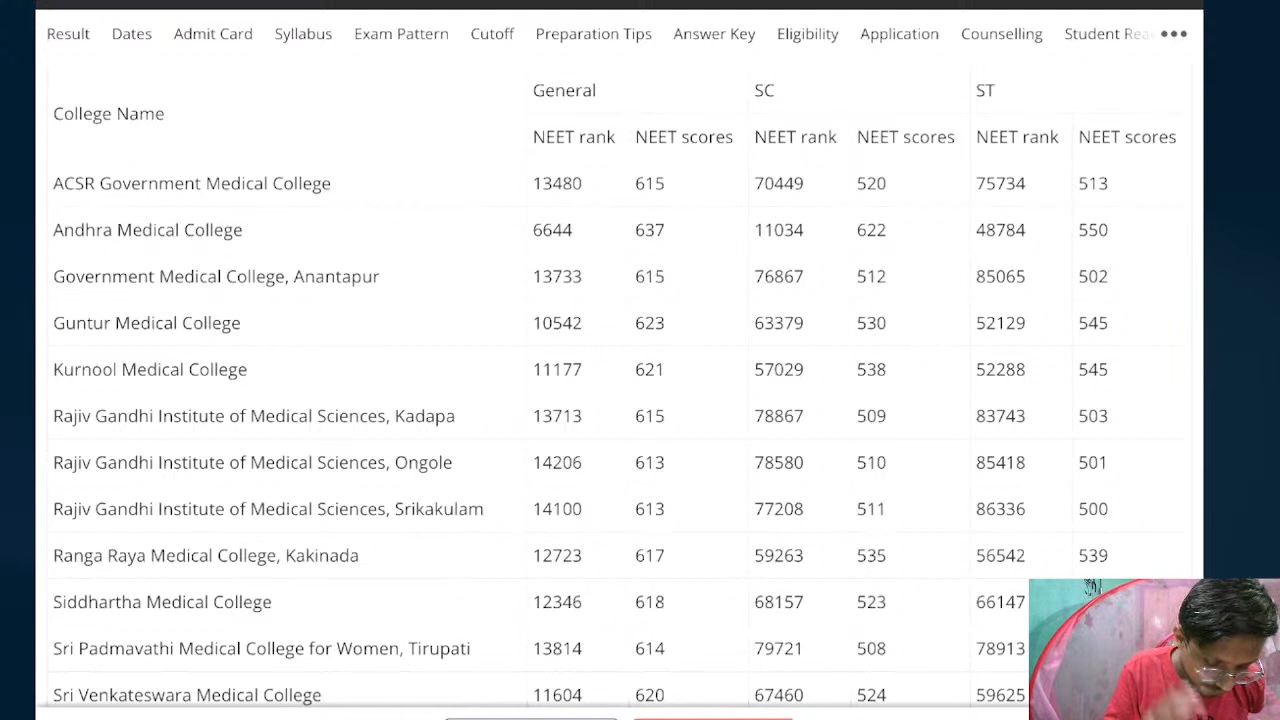 Result Dates Admit Card Syllabus Exam Pattern Cutoff Preparation Tips Answer Key Eligibility Application Counselling Student •••
College Name General SC ST
NEET rank NEET scores NEET rank NEET scores NEET rank NEET scores
ACSR Government Medical College 13480 615 70449 520 75734 513
Andhra Medical College 6644 637 11034 622 48784 550
Government Medical College, Anantapur 13733 615 76867 512 85065 502
Guntur Medical College 10542 623 63379 530 52129 545
Kurnool Medical College 11177 621 57029 538 52288 545
Rajiv Gandhi Institute of Medical Sciences, Kadapa 13713 615 78867 509 83743 503
Rajiv Gandhi Institute of Medical Sciences, Ongole 14206 613 78580 510 85418 501
Rajiv Gandhi Institute of Medical Sciences, Srikakulam 14100 613 77208 511 86336 500
Ranga Raya Medical College, Kakinada 12723 617 59263 535 56542 539
Siddhartha Medical College 12346 618 68157 523 66147
Sri Padmavathi Medical College for Women, Tirupati 13814 614 79721 508 78913
Sri Venkateswara Medical College 11604 620 67460 524 59625